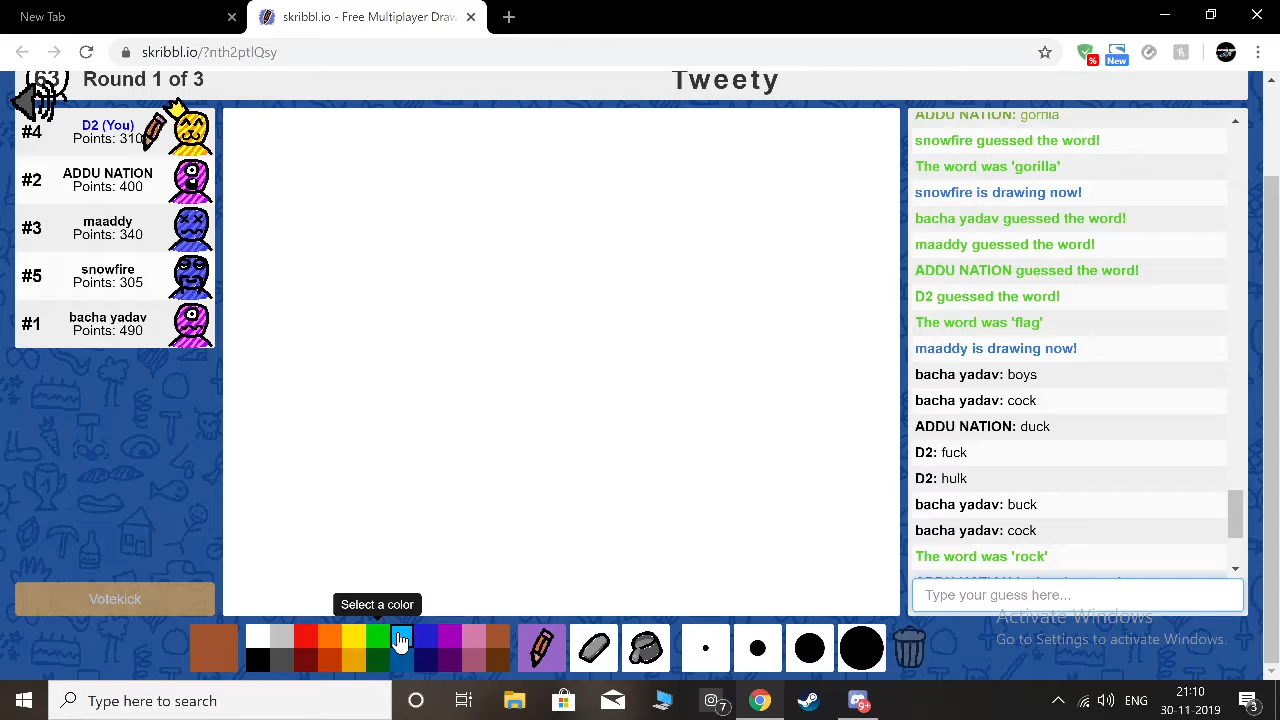 New Tab
skribbl.io - Free Multiplayer Draw
skribbl.io/?nth2ptlQsy
%
New
63
Round 1 of 3
Tweety
#4
D2 (You)
Points: 310
#2
ADDU NATION
Points: 400
#3
maaddy
Points: 340
#5
snowfire
Points: 305
#1
bacha yadav
Points: 490
Votekick
ADDU NATION: gorilla
snowfire guessed the word!
The word was 'gorilla'
snowfire is drawing now!
bacha yadav guessed the word!
maaddy guessed the word!
ADDU NATION guessed the word!
D2 guessed the word!
The word was 'flag'
maaddy is drawing now!
bacha yadav: boys
bacha yadav: cock
ADDU NATION: duck
D2: fuck
D2: hulk
bacha yadav: buck
bacha yadav: cock
The word was 'rock'
Type your guess here...
Select a color
Activate Windows
Go to Settings to activate Windows.
Type here to search
7
9+
ENG
21:10
30-11-2019
3